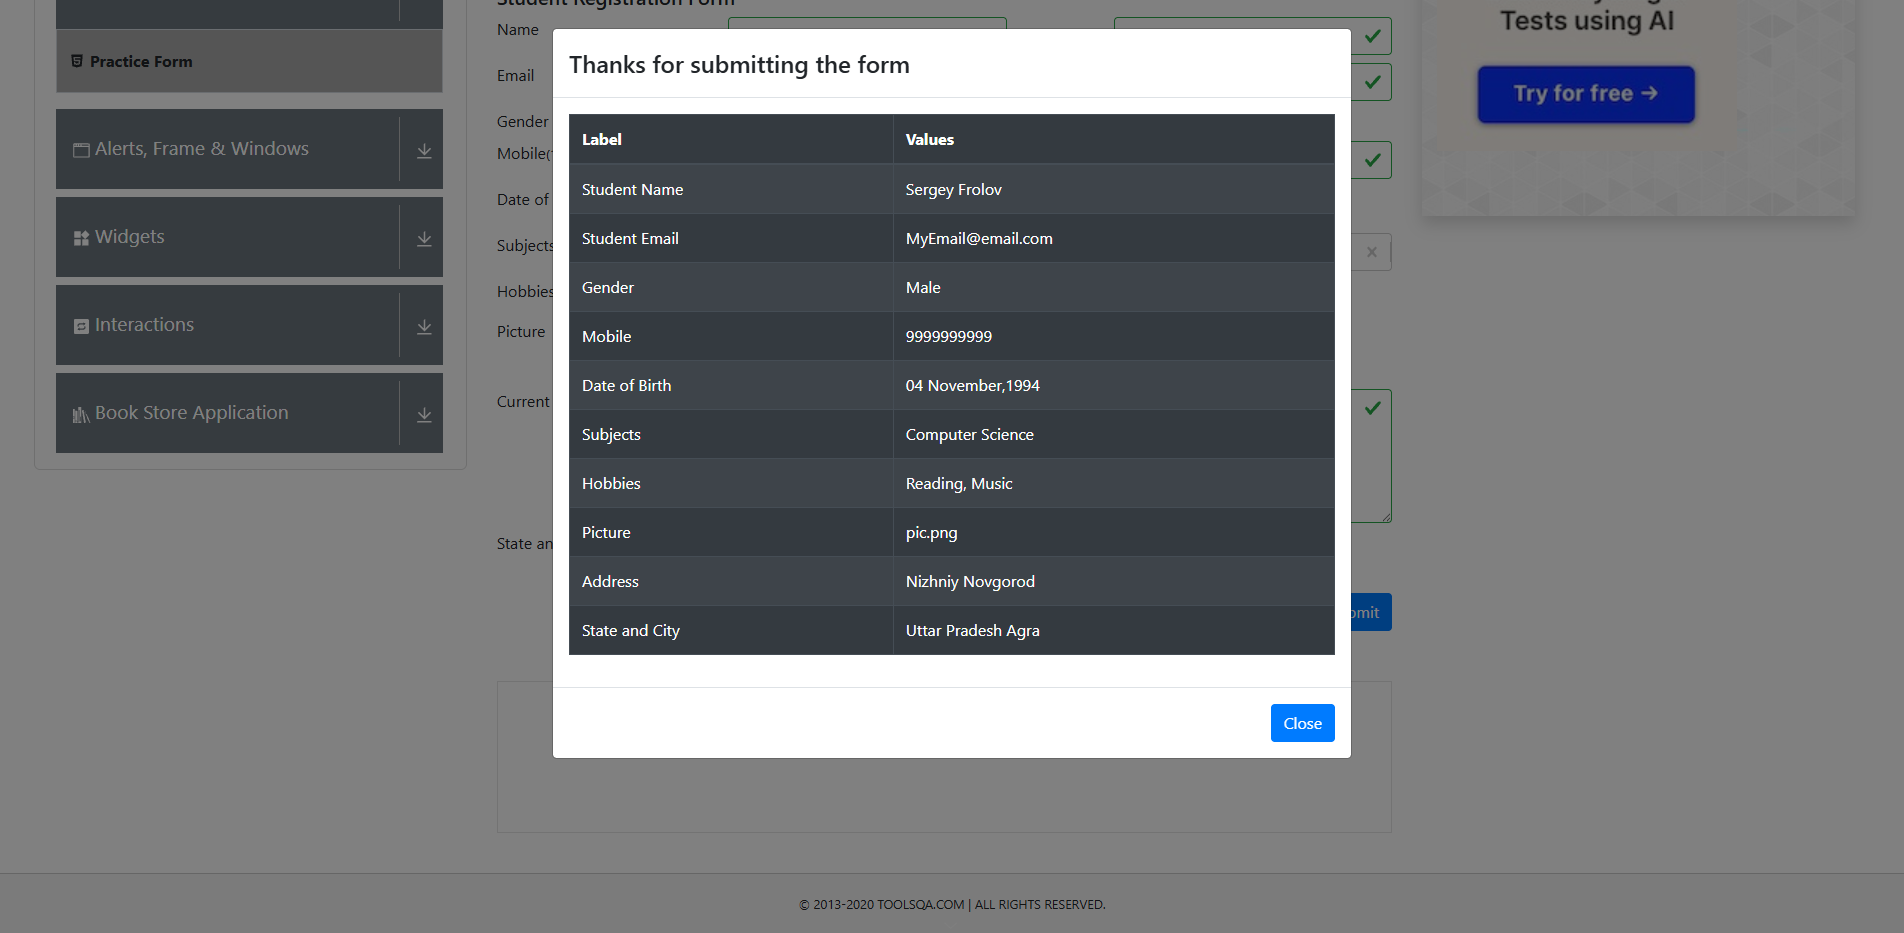 Student Registration Form
Practice Form
Alerts, Frame & Windows
Widgets
Interactions
Book Store Application
Name
Email
Gender
Mobile(
Date of
Subjects
Hobbies
Picture
Current
State
Thanks for submitting the form
Label Values
Student Name Sergey Frolov
Student Email MyEmail@email.com
Gender Male
Mobile 9999999999
Date of Birth 04 November,1994
Subjects Computer Science
Hobbies Reading, Music
Picture pic.png
Address Nizhniy Novgorod
State and City Uttar Pradesh Agra
Close
Tests using AI
Try for free →
© 2013-2020 TOOLSQA.COM | ALL RIGHTS RESERVED.